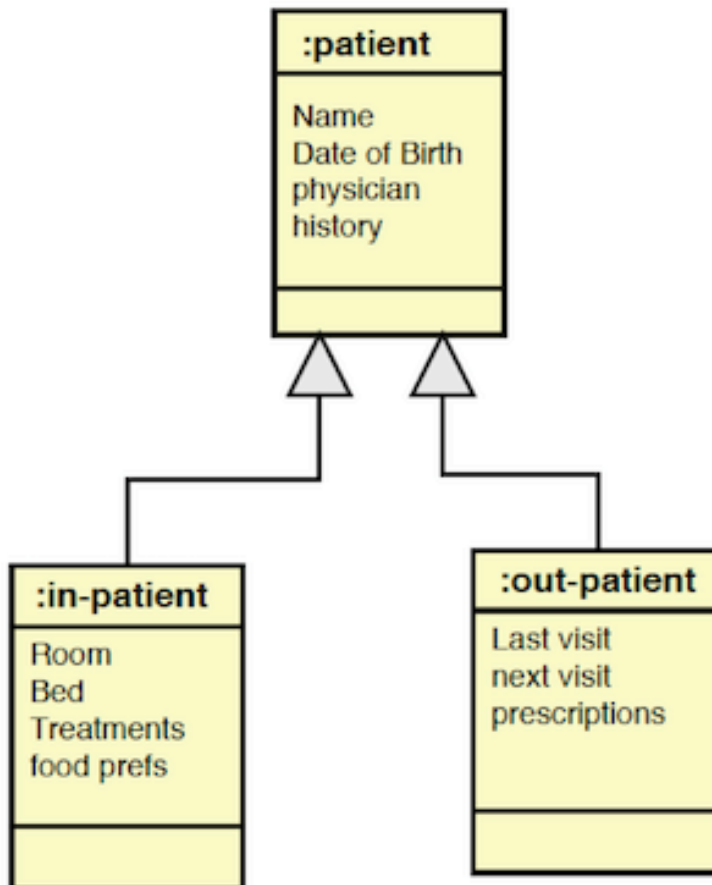 :patient
Name
Date of Birth
physician
history
:in-patient
Room
Bed
Treatments
food prefs
:out-patient
Last visit
next visit
prescriptions